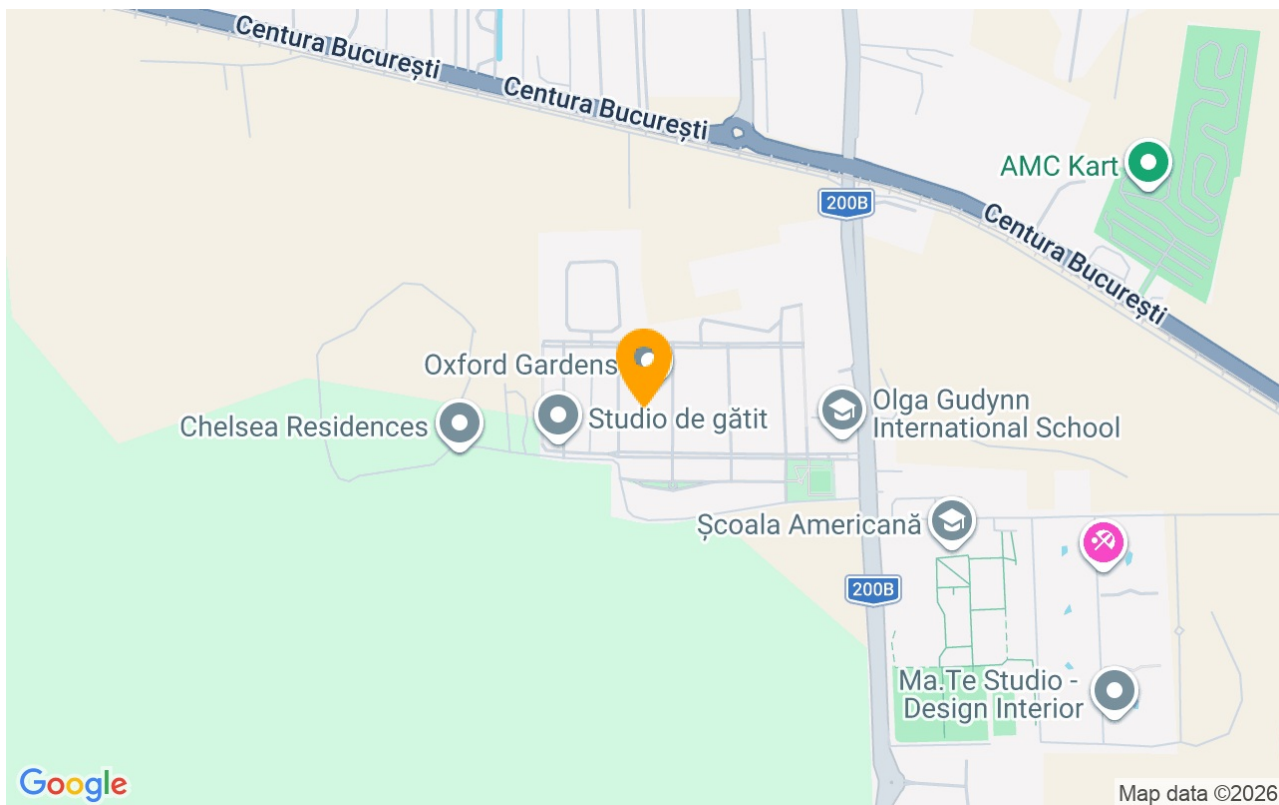 Centura București
Centura București
AMC Kart
200B
Centura București
Oxford Gardens
Studio de gătit
Chelsea Residences
Olga Gudynn
International School
Școala Americană
200B
Ma.Te Studio -
Design Interior
Google
Map data ©2026